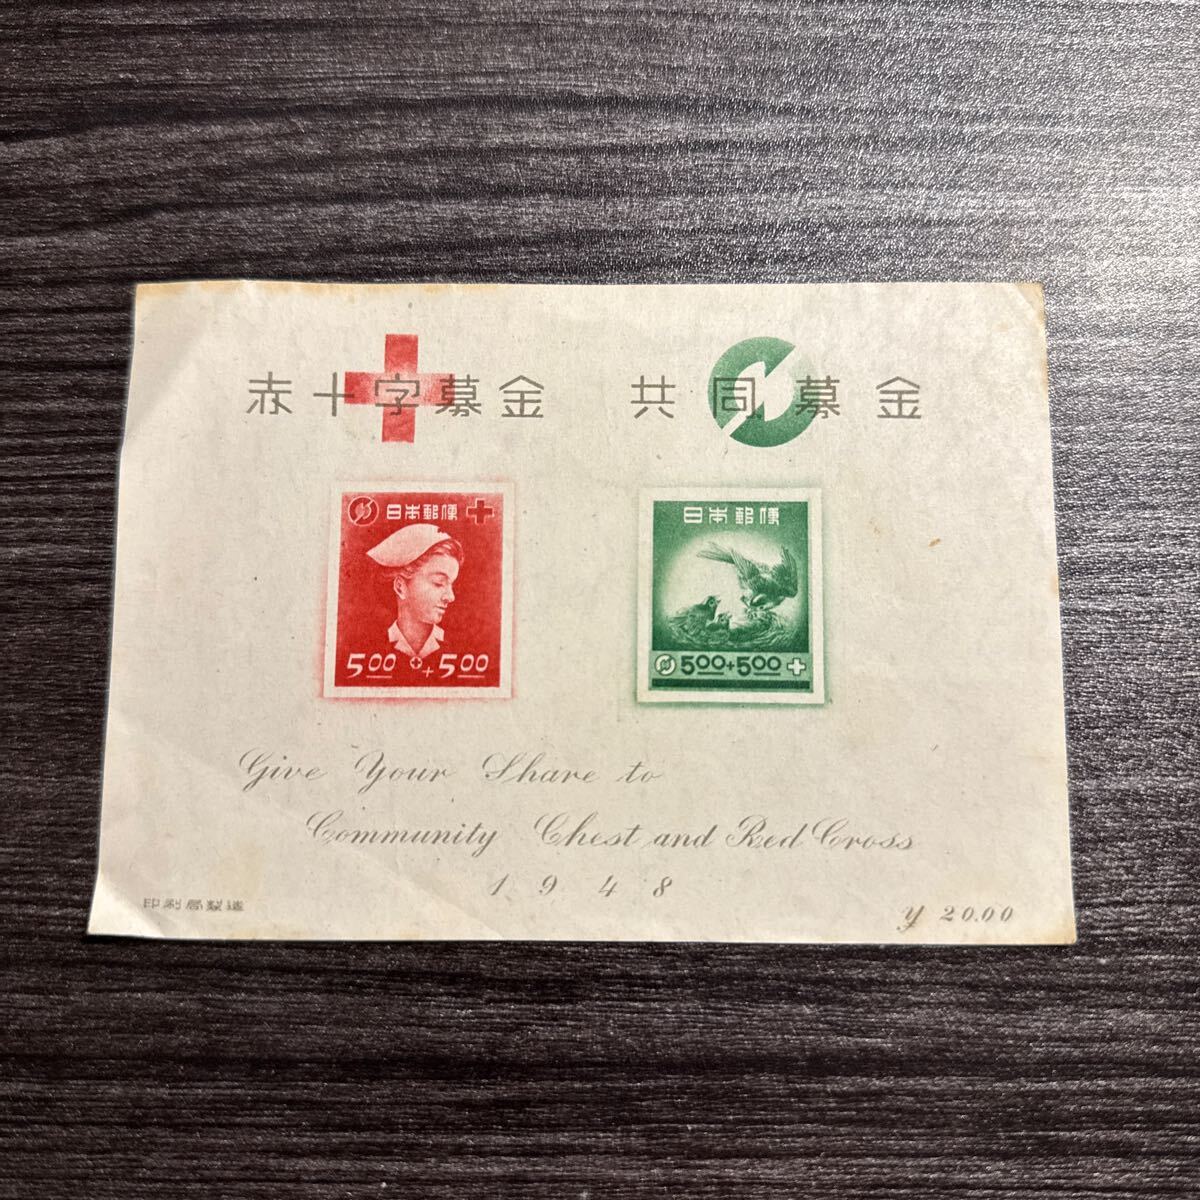 赤十字募金 共同募金
日本郵便
5.00 + 5.00
日本郵便
5.00+5.00
Give Your Share to
Community Chest and Red Cross
1948
印刷局製造
¥ 20.00